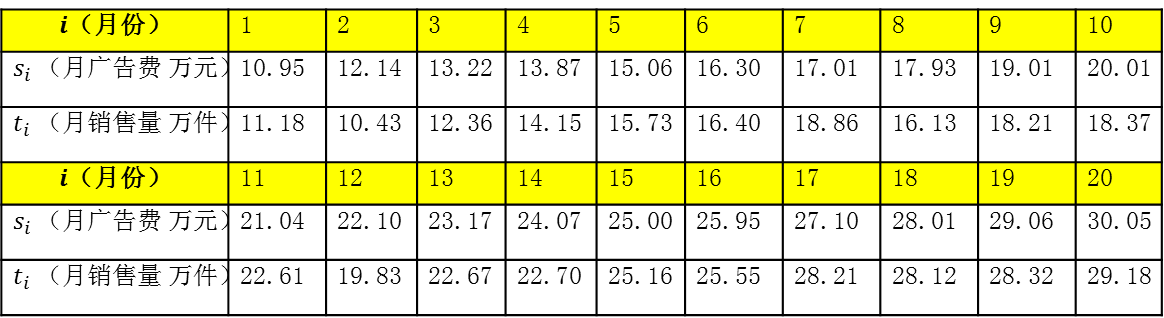 i（月份） 1 2 3 4 5 6 7 8 9 10
sᵢ（月广告费 万元） 10.95 12.14 13.22 13.87 15.06 16.30 17.01 17.93 19.01 20.01
tᵢ（月销售量 万件） 11.18 10.43 12.36 14.15 15.73 16.40 18.86 16.13 18.21 18.37
i（月份） 11 12 13 14 15 16 17 18 19 20
sᵢ（月广告费 万元） 21.04 22.10 23.17 24.07 25.00 25.95 27.10 28.01 29.06 30.05
tᵢ（月销售量 万件） 22.61 19.83 22.67 22.70 25.16 25.55 28.21 28.12 28.32 29.18